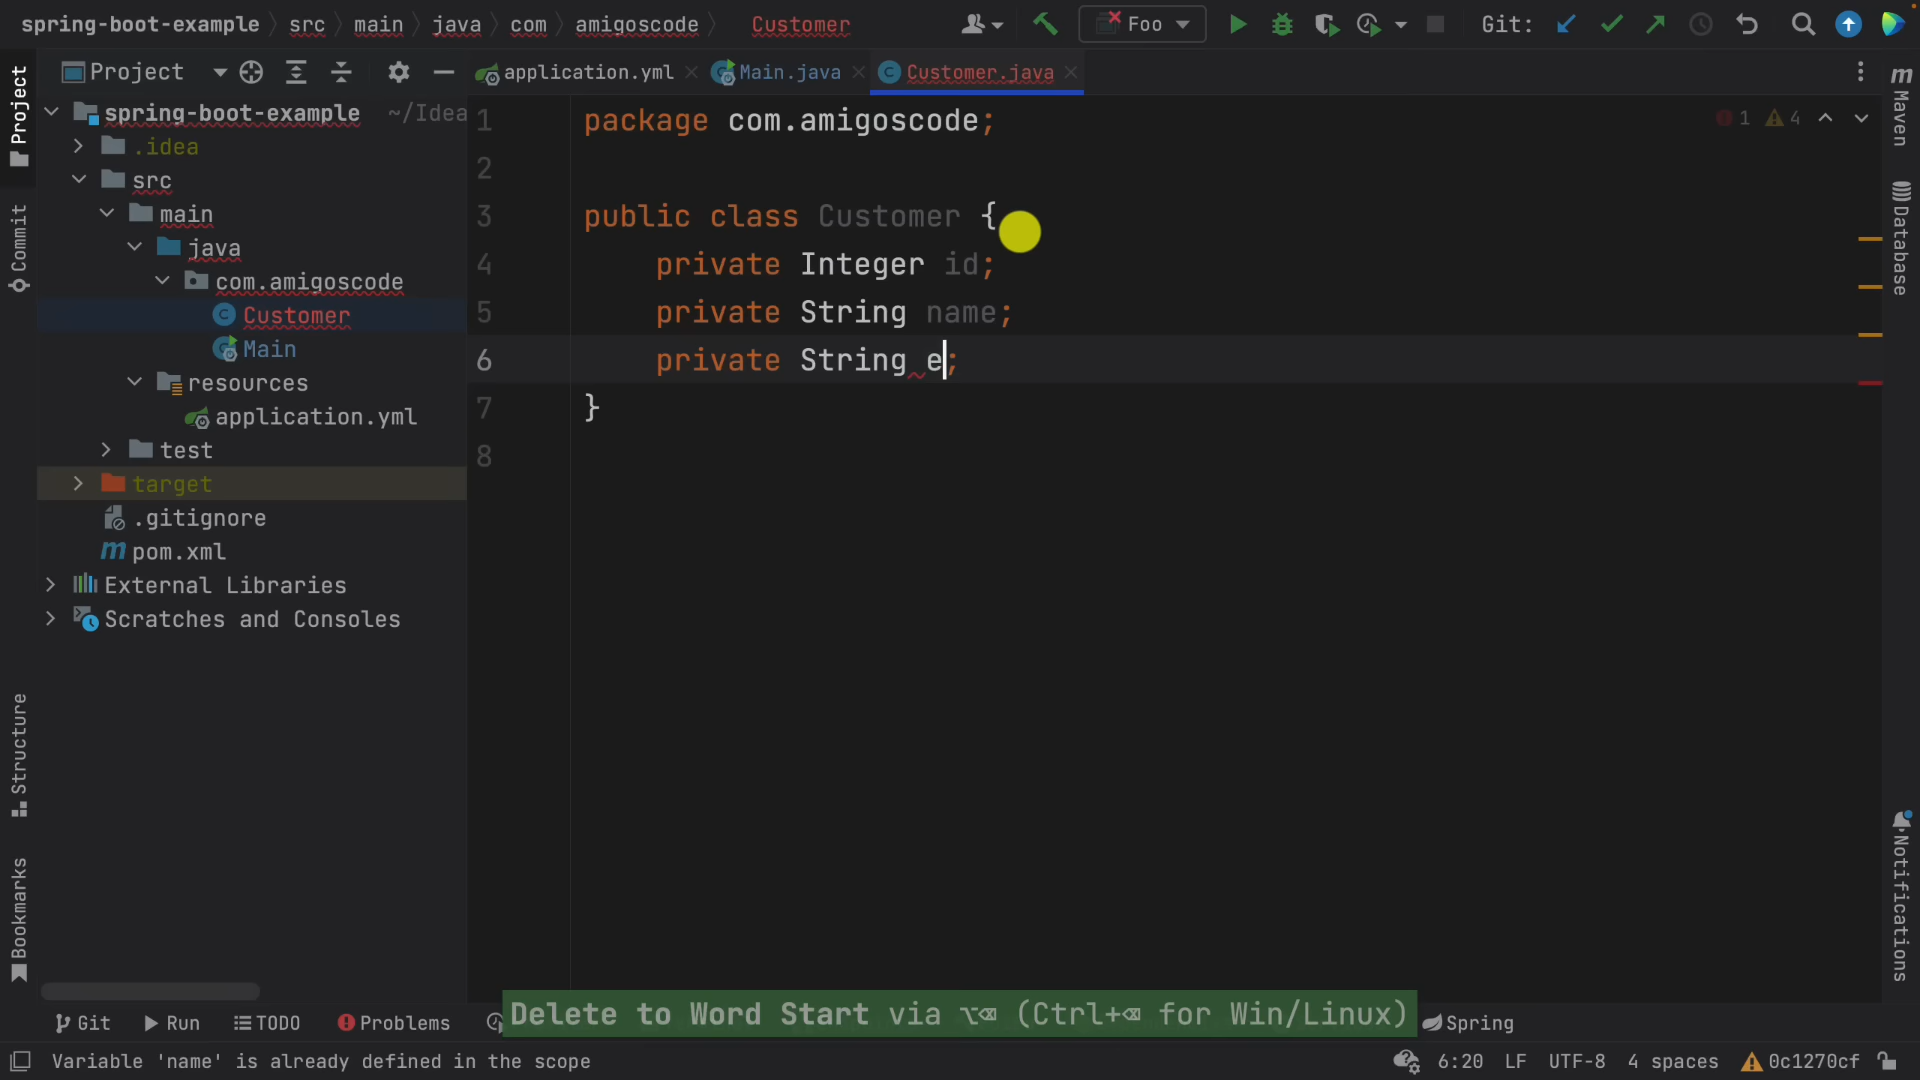 spring-boot-example src main java com amigoscode Customer Foo Git:
Project application.yml Main.java Customer.java
spring-boot-example ~/Idea
.idea
src
main
java
com.amigoscode
Customer
Main
resources
application.yml
test
target
.gitignore
pom.xml
External Libraries
Scratches and Consoles
1 package com.amigoscode;
2
3 public class Customer {
4 private Integer id;
5 private String name;
6 private String e;
7 }
8
1 4
Project
Commit
Structure
Bookmarks
Maven
Database
Notifications
Git Run TODO Problems Spring
Delete to Word Start via ⌥⌫ (Ctrl+⌫ for Win/Linux)
Variable 'name' is already defined in the scope 6:20 LF UTF-8 4 spaces 0c1270cf